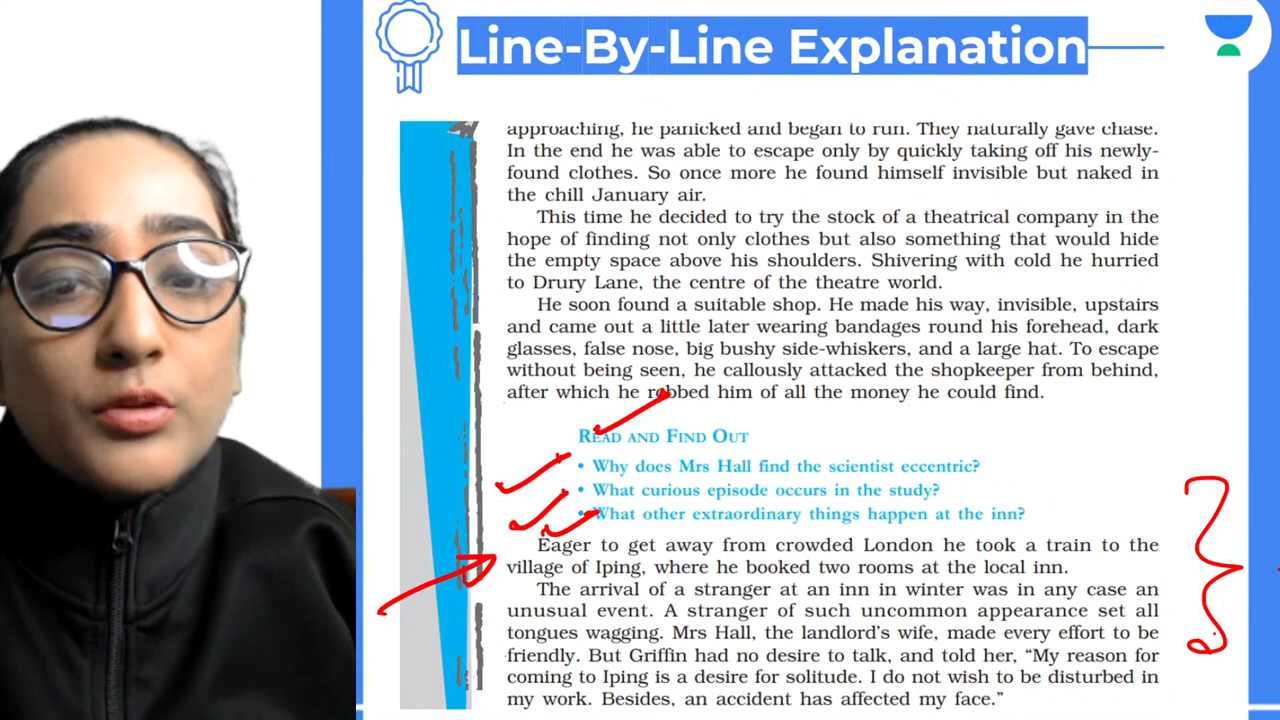 Line-By-Line Explanation
approaching, he panicked and began to run. They naturally gave chase.
In the end he was able to escape only by quickly taking off his newly-
found clothes. So once more he found himself invisible but naked in
the chill January air.
This time he decided to try the stock of a theatrical company in the
hope of finding not only clothes but also something that would hide
the empty space above his shoulders. Shivering with cold he hurried
to Drury Lane, the centre of the theatre world.
He soon found a suitable shop. He made his way, invisible, upstairs
and came out a little later wearing bandages round his forehead, dark
glasses, false nose, big bushy side-whiskers, and a large hat. To escape
without being seen, he callously attacked the shopkeeper from behind,
after which he robbed him of all the money he could find.
READ AND FIND OUT
• Why does Mrs Hall find the scientist eccentric?
• What curious episode occurs in the study?
• What other extraordinary things happen at the inn?
Eager to get away from crowded London he took a train to the
village of Iping, where he booked two rooms at the local inn.
The arrival of a stranger at an inn in winter was in any case an
unusual event. A stranger of such uncommon appearance set all
tongues wagging. Mrs Hall, the landlord's wife, made every effort to be
friendly. But Griffin had no desire to talk, and told her, “My reason for
coming to Iping is a desire for solitude. I do not wish to be disturbed in
my work. Besides, an accident has affected my face.”